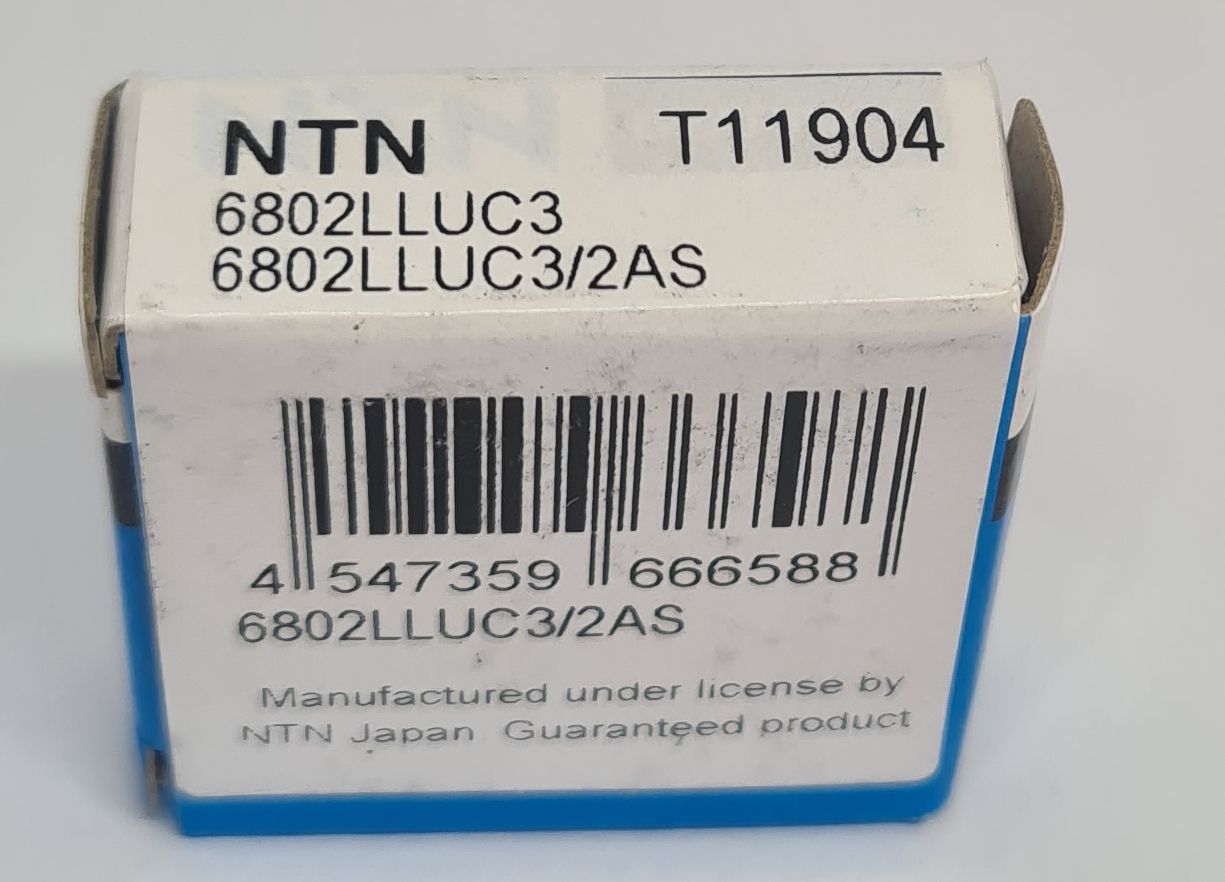 NTN T11904
6802LLUC3
6802LLUC3/2AS
4 547359 666588
6802LLUC3/2AS
Manufactured under license by
NTN Japan. Guaranteed product